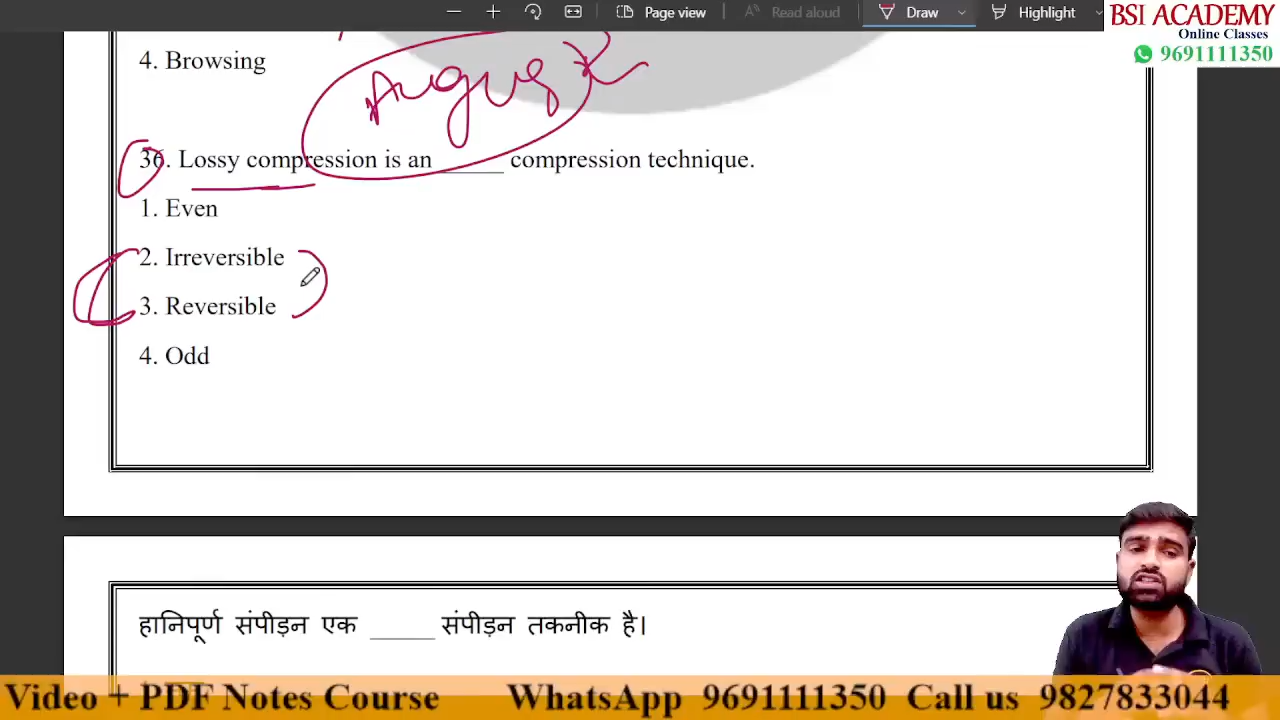 Page view
Read aloud
Draw
Highlight
BSI ACADEMY
Online Classes
9691111350
4. Browsing
August
36. Lossy compression is an _____ compression technique.
1. Even
2. Irreversible
3. Reversible
4. Odd
हानिपूर्ण संपीड़न एक _____ संपीड़न तकनीक है।
Video + PDF Notes Course WhatsApp 9691111350 Call us 9827833044